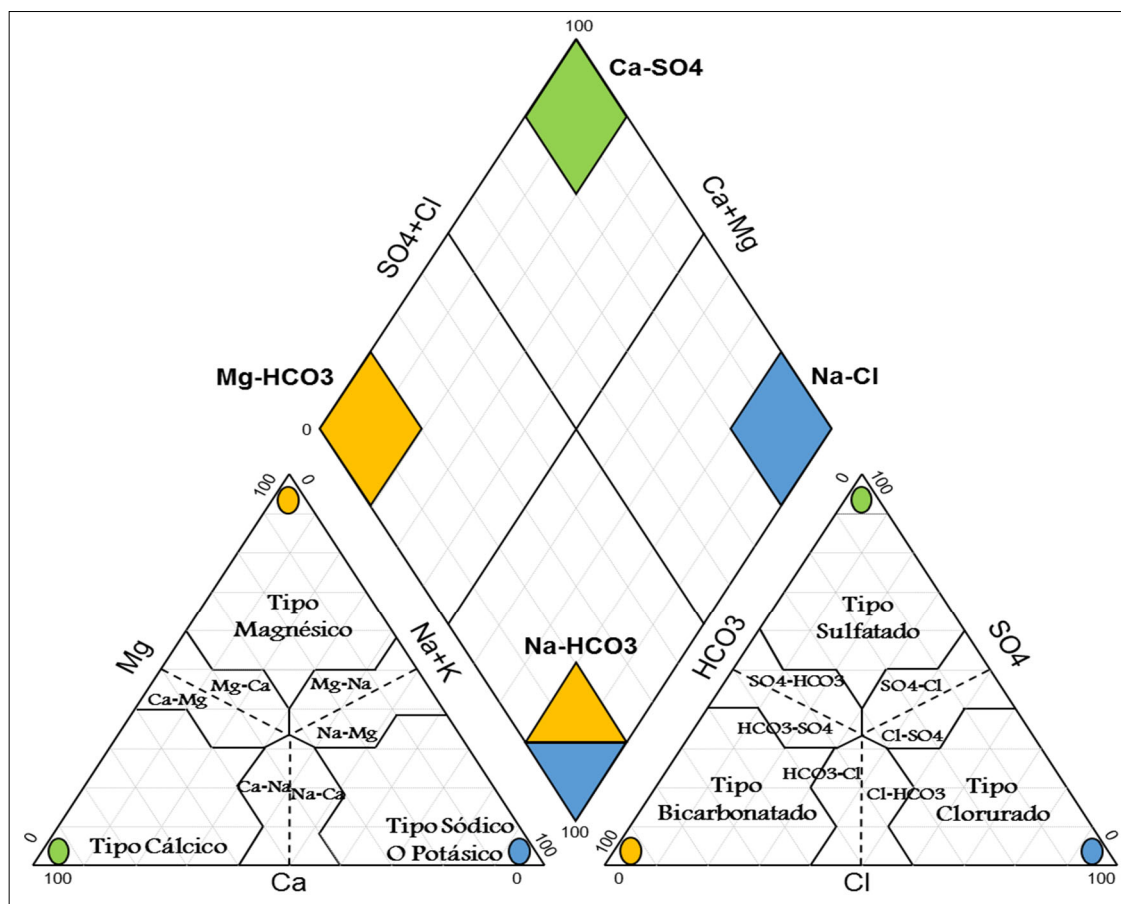 100
Ca-SO4
SO4+Cl
Ca+Mg
Mg-HCO3
Na-Cl
0
100
0
0
100
Tipo
Magnésico
Tipo
Sulfatado
Mg
Na+K
Na-HCO3
HCO3
SO4
Mg-Ca
Mg-Na
SO4-HCO3
SO4-Cl
Ca-Mg
Na-Mg
HCO3-SO4
Cl-SO4
Ca-Na
Na-Ca
HCO3-Cl
Cl-HCO3
Tipo
Bicarbonatado
Tipo
Clorurado
Tipo Cálcico
Tipo Sódico
O Potásico
0
100
100
100
0
100
Ca
0
0
Cl
100